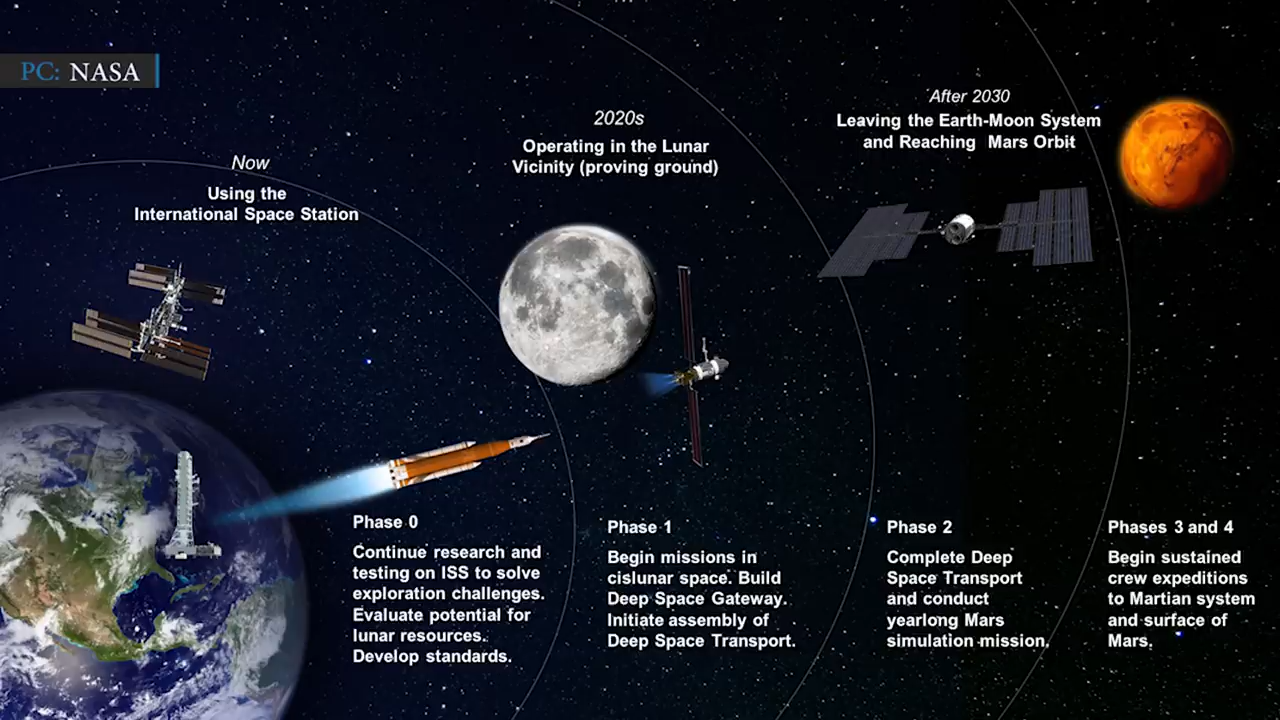 PC: NASA
Now
Using the
International Space Station
2020s
Operating in the Lunar
Vicinity (proving ground)
After 2030
Leaving the Earth-Moon System
and Reaching Mars Orbit
Phase 0
Continue research and
testing on ISS to solve
exploration challenges.
Evaluate potential for
lunar resources.
Develop standards.
Phase 1
Begin missions in
cislunar space. Build
Deep Space Gateway.
Initiate assembly of
Deep Space Transport.
Phase 2
Complete Deep
Space Transport
and conduct
yearlong Mars
simulation mission.
Phases 3 and 4
Begin sustained
crew expeditions
to Martian system
and surface of
Mars.